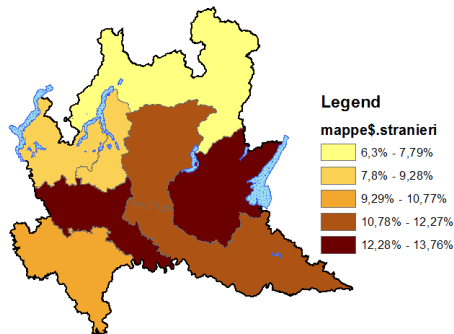 Legend
mappe$.stranieri
6,3% - 7,79%
7,8% - 9,28%
9,29% - 10,77%
10,78% - 12,27%
12,28% - 13,76%